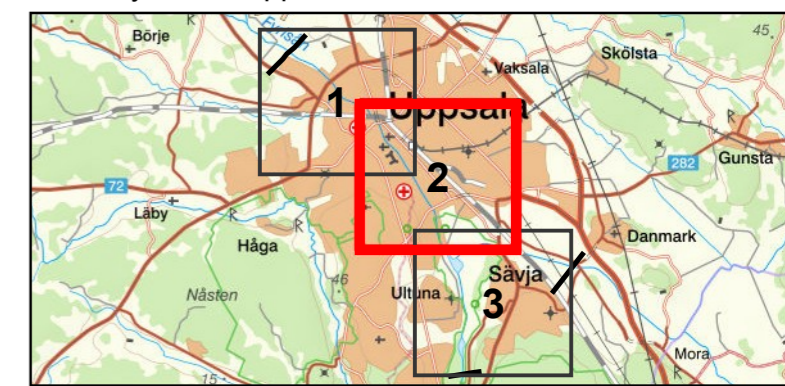 Börje
Fyrisån
45
Skölsta
Vaksala
1
Uppsala
R
2
282
Gunsta
72
Läby
R
R
Håga
Danmark
46
Nästen
Ultuna
Sävja
3
R
Mora
15